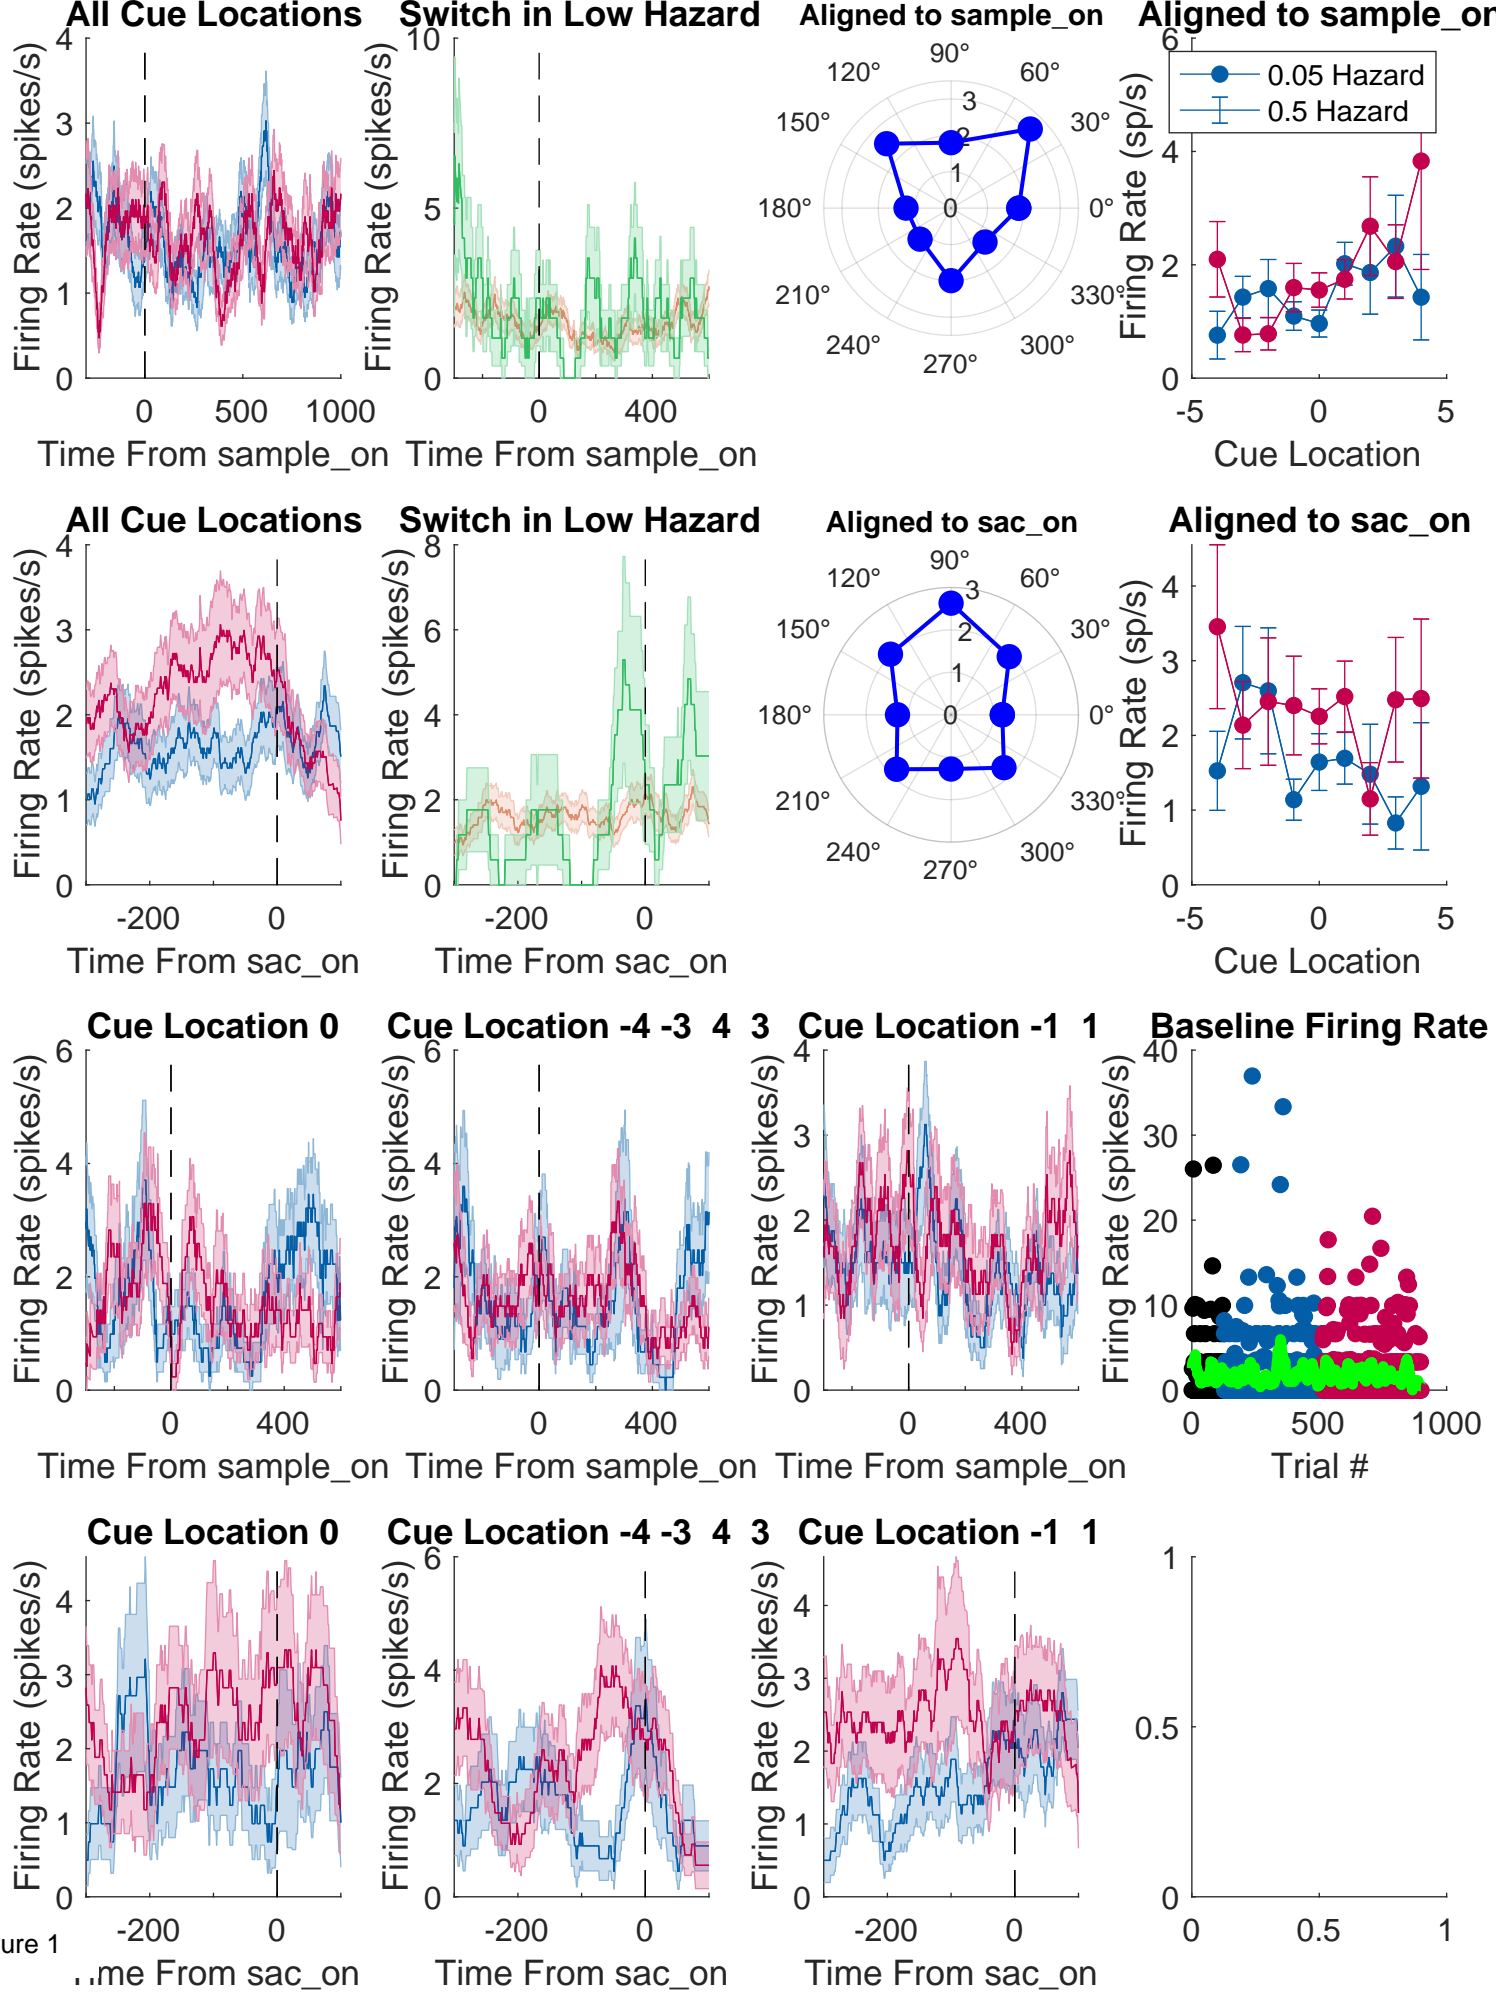 All Cue Locations
Switch in Low Hazard
Aligned to sample_on
Aligned to sample_on
Firing Rate (spikes/s)
4
3
2
1
0
0
500
1000
Time From sample_on
Firing Rate (spikes/s)
10
5
0
0
400
Time From sample_on
90°
120°
60°
150°
30°
180°
0°
210°
330°
240°
300°
270°
3
2
1
0
Firing Rate (sp/s)
6
4
2
0
0.05 Hazard
0.5 Hazard
-5
0
5
Cue Location
All Cue Locations
Switch in Low Hazard
Aligned to sac_on
Aligned to sac_on
Firing Rate (spikes/s)
4
3
2
1
0
-200
0
Time From sac_on
Firing Rate (spikes/s)
8
6
4
2
0
-200
0
Time From sac_on
90°
120°
60°
150°
30°
180°
0°
210°
330°
240°
300°
270°
3
2
1
0
Firing Rate (sp/s)
4
3
2
1
0
-5
0
5
Cue Location
Cue Location 0
Cue Location -4 -3 4 3
Cue Location -1 1
Baseline Firing Rate
Firing Rate (spikes/s)
6
4
2
0
0
400
Time From sample_on
Firing Rate (spikes/s)
6
4
2
0
0
400
Time From sample_on
Firing Rate (spikes/s)
4
3
2
1
0
0
400
Time From sample_on
Firing Rate (spikes/s)
40
30
20
10
0
0
500
1000
Trial #
Cue Location 0
Cue Location -4 -3 4 3
Cue Location -1 1
Firing Rate (spikes/s)
4
3
2
1
0
-200
0
Time From sac_on
Firing Rate (spikes/s)
6
4
2
0
-200
0
Time From sac_on
Firing Rate (spikes/s)
4
3
2
1
0
-200
0
Time From sac_on
1
0.5
0
0
0.5
1
ure 1